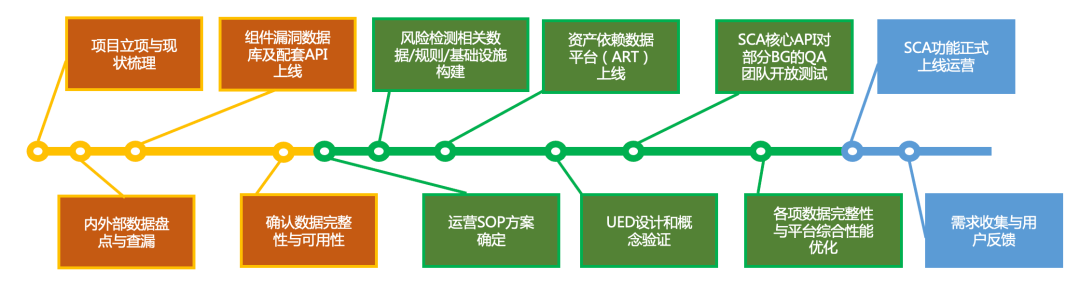 项目立项与现
状梳理
组件漏洞数据
库及配套API
上线
风险检测相关数
据/规则/基础设施
构建
资产依赖数据
平台（ART）
上线
SCA核心API对
部分BG的QA
团队开放测试
SCA功能正式
上线运营
内外部数据盘
点与查漏
确认数据完整
性与可用性
运营SOP方案
确定
UED设计和概
念验证
各项数据完整性
与平台综合性能
优化
需求收集与用
户反馈